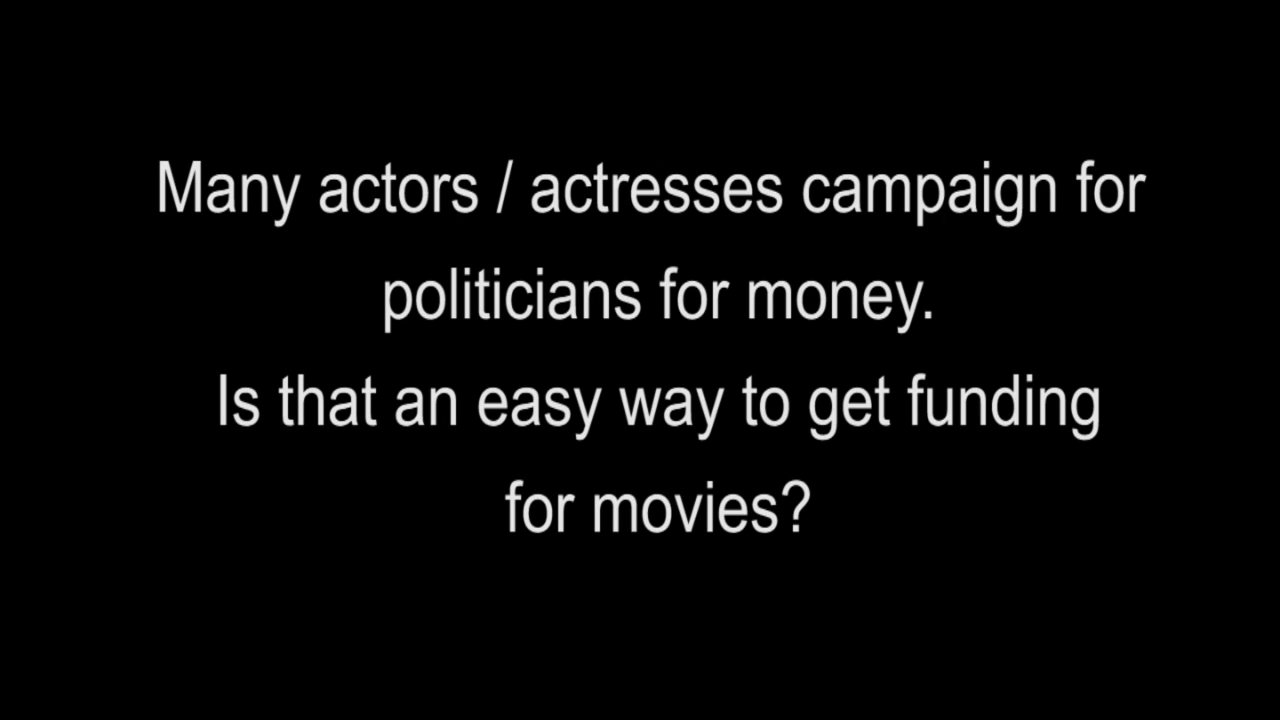 Many actors / actresses campaign for
politicians for money.
Is that an easy way to get funding
for movies?